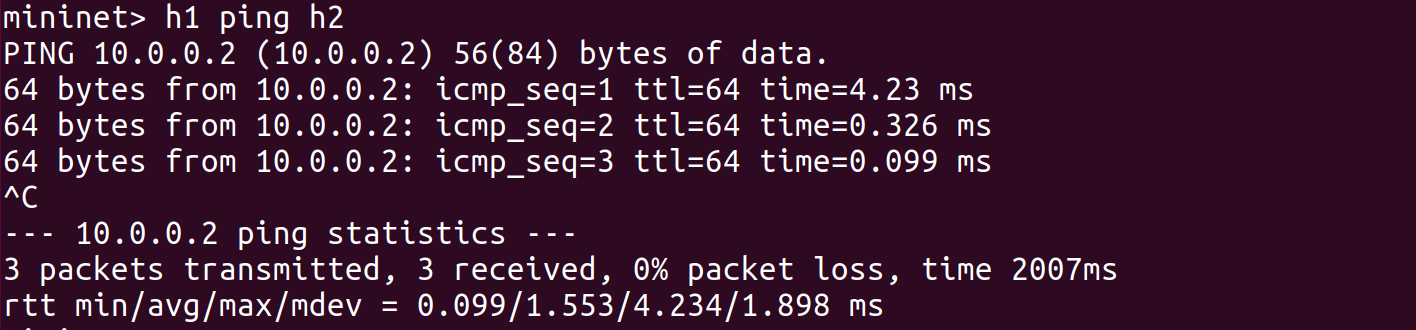 mininet> h1 ping h2
PING 10.0.0.2 (10.0.0.2) 56(84) bytes of data.
64 bytes from 10.0.0.2: icmp_seq=1 ttl=64 time=4.23 ms
64 bytes from 10.0.0.2: icmp_seq=2 ttl=64 time=0.326 ms
64 bytes from 10.0.0.2: icmp_seq=3 ttl=64 time=0.099 ms
^C
--- 10.0.0.2 ping statistics ---
3 packets transmitted, 3 received, 0% packet loss, time 2007ms
rtt min/avg/max/mdev = 0.099/1.553/4.234/1.898 ms